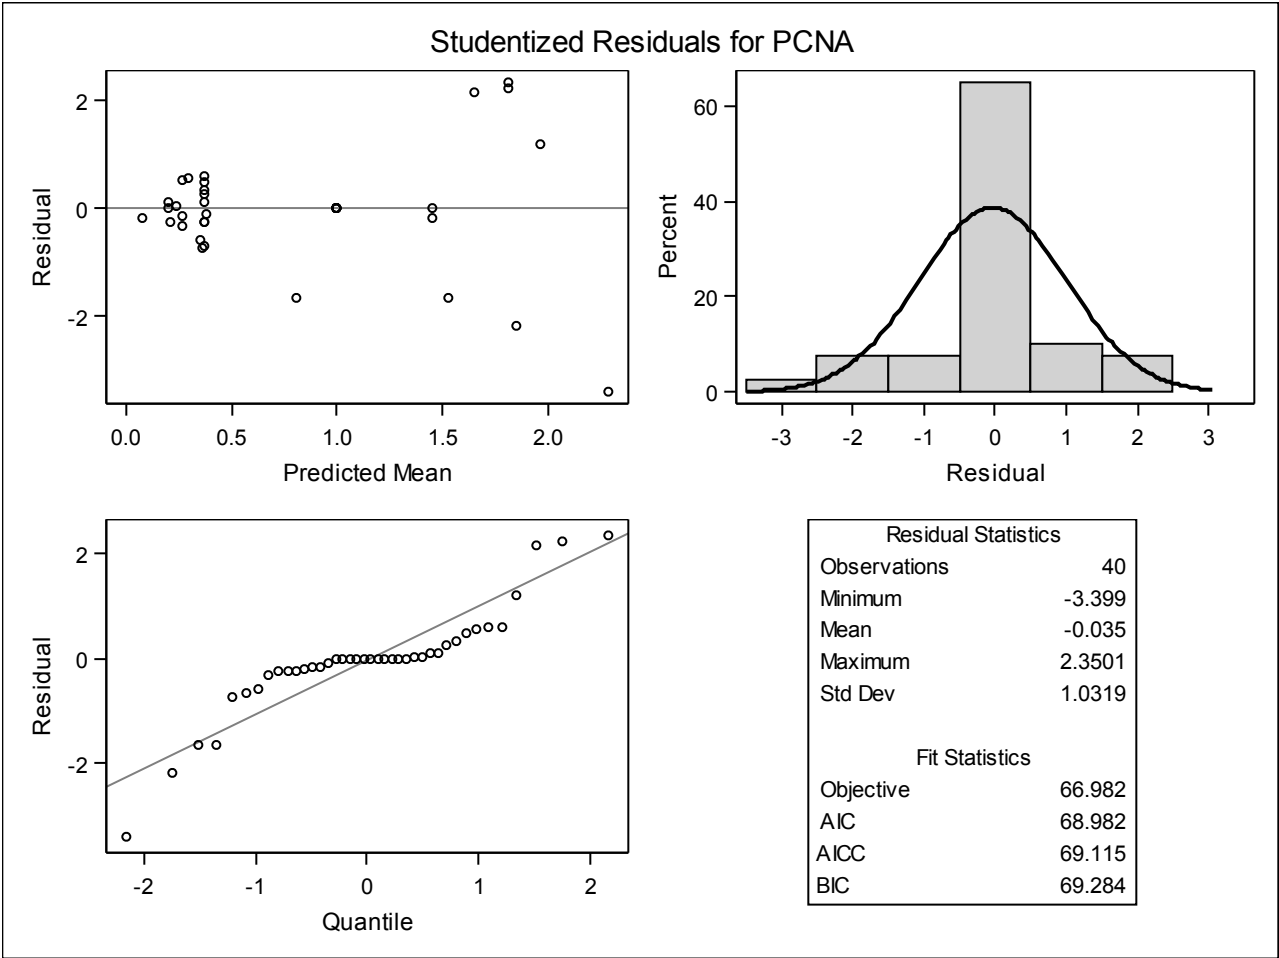 Studentized Residuals for PCNA
2
0
-2
Residual
0.0 0.5 1.0 1.5 2.0
Predicted Mean
60
40
20
0
Percent
-3 -2 -1 0 1 2 3
Residual
2
0
-2
Residual
-2 -1 0 1 2
Quantile
Residual Statistics
Observations 40
Minimum -3.399
Mean -0.035
Maximum 2.3501
Std Dev 1.0319
Fit Statistics
Objective 66.982
AIC 68.982
AICC 69.115
BIC 69.284